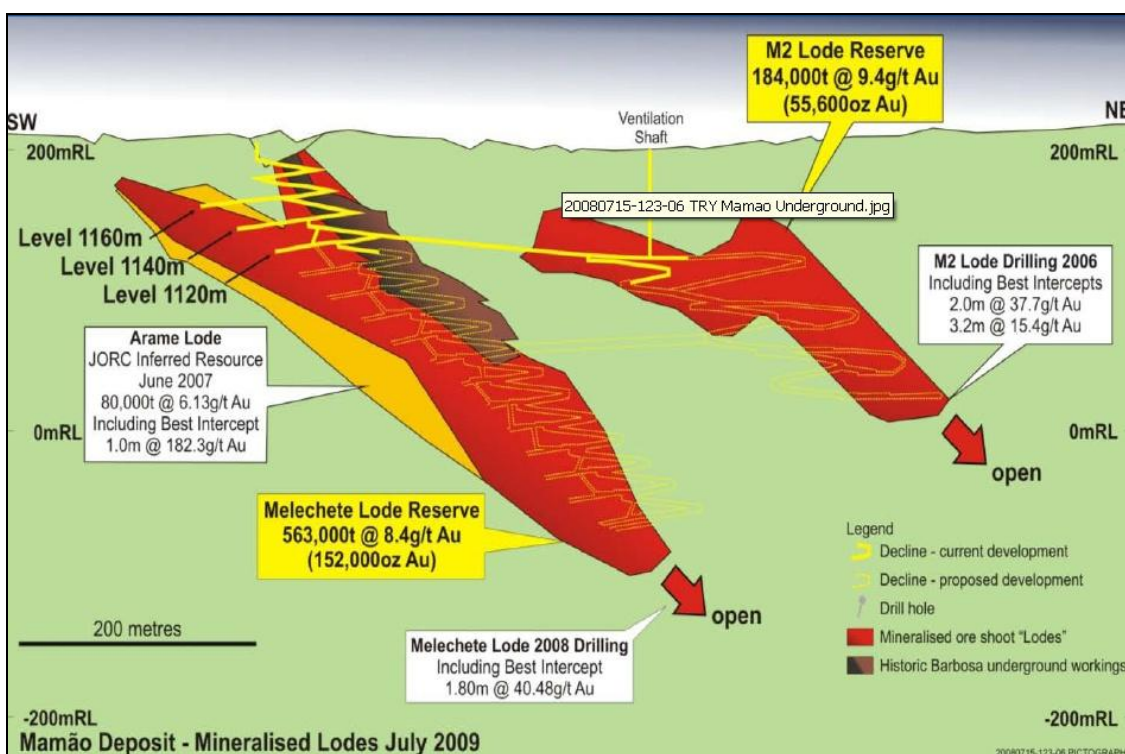 M2 Lode Reserve
184,000t @ 9.4g/t Au
(55,600oz Au)
SW
NE
Ventilation
Shaft
200mRL
200mRL
20080715-123-06 TRY Mamao Underground.jpg
Level 1160m
Level 1140m
Level 1120m
M2 Lode Drilling 2006
Including Best Intercepts
2.0m @ 37.7g/t Au
3.2m @ 15.4g/t Au
Arame Lode
JORC Inferred Resource
June 2007
80,000t @ 6.13g/t Au
Including Best Intercept
1.0m @ 182.3g/t Au
0mRL
0mRL
open
Melechete Lode Reserve
563,000t @ 8.4g/t Au
(152,000oz Au)
Legend
Decline - current development
Decline - proposed development
Drill hole
Mineralised ore shoot “Lodes”
Historic Barbosa underground workings
open
200 metres
Melechete Lode 2008 Drilling
Including Best Intercept
1.80m @ 40.48g/t Au
-200mRL
-200mRL
Mamão Deposit - Mineralised Lodes July 2009
20080715-123-06 PICTOGRAPH